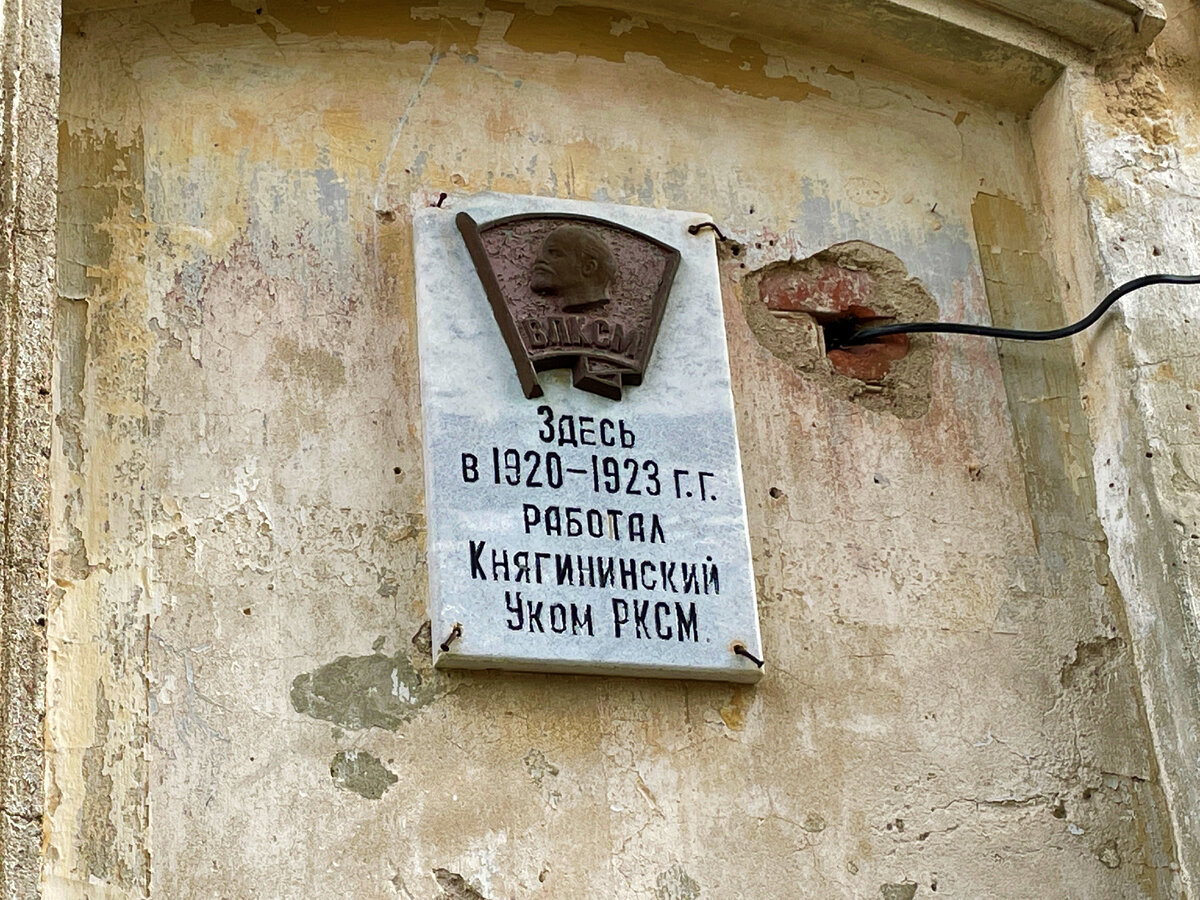 ВЛКСМ
Здесь
в 1920–1923 г.г.
работал
Княгининский
Уком РКСМ.